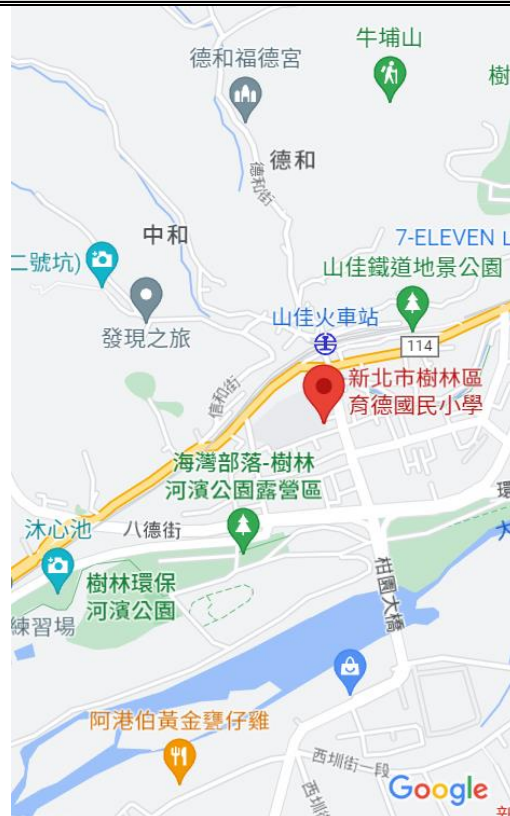 牛埔山
德和福德宮
樹
德和
德和街
中和
7-ELEVEN
二號坑)
山佳鐵道地景公園
發現之旅
山佳火車站
114
新北市樹林區
育德國民小學
信和街
海灣部落-樹林
河濱公園露營區
環
沐心池
八德街
大
樹林環保
河濱公園
練習場
柑園大橋
阿港伯黃金甕仔雞
西圳街一段
西圳街
Google